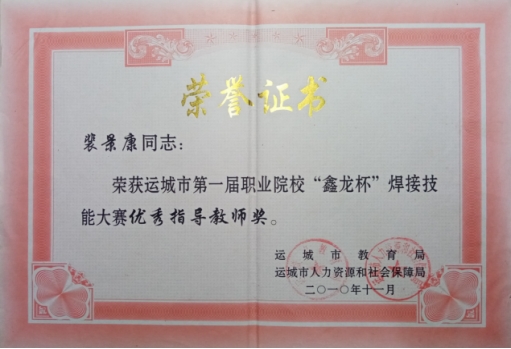 荣誉证书
裴景康同志：
荣获运城市第一届职业院校“鑫龙杯”焊接技
能大赛优秀指导教师奖。
运城市教育局
运城市人力资源和社会保障局
二〇一〇年十一月